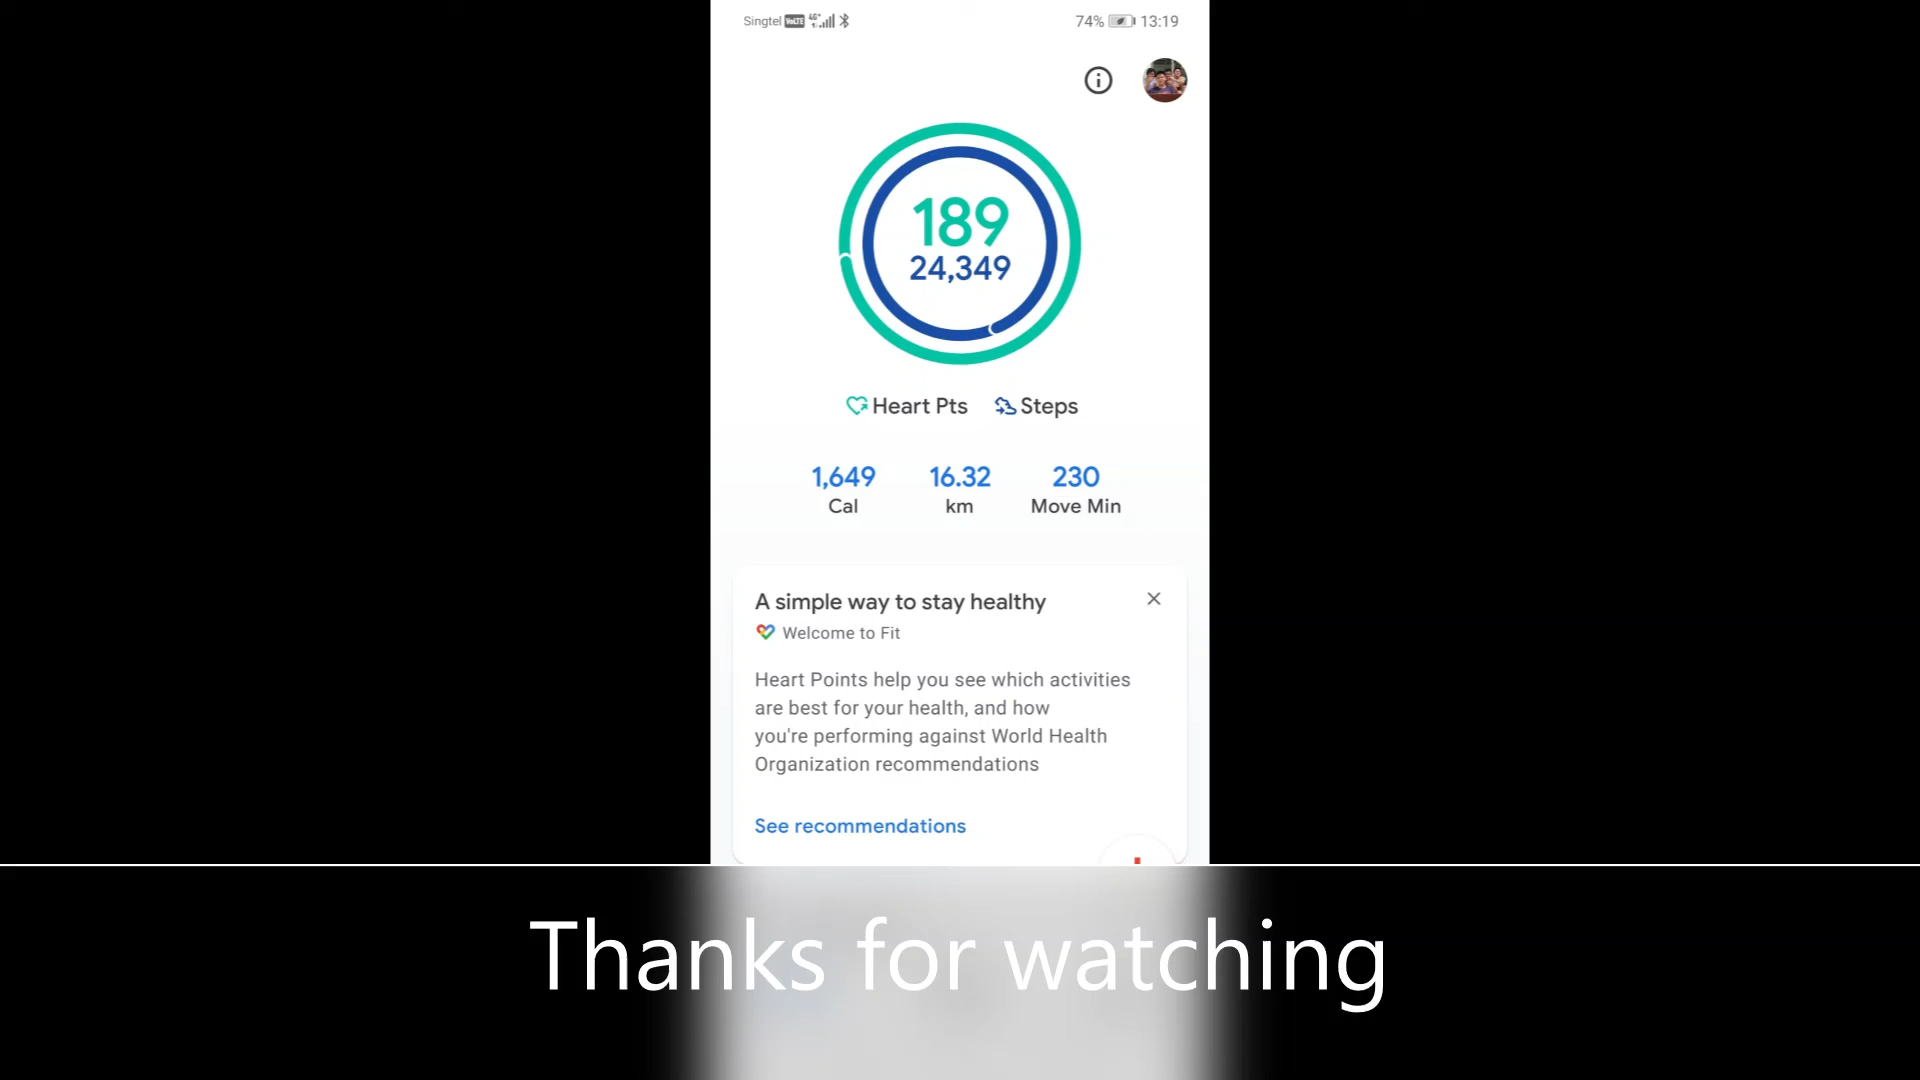 Singtel VoLTE 4G+ 74% 13:19
189
24,349
Heart Pts Steps
1,649 16.32 230
Cal km Move Min
A simple way to stay healthy
Welcome to Fit
Heart Points help you see which activities
are best for your health, and how
you're performing against World Health
Organization recommendations
See recommendations
Thanks for watching